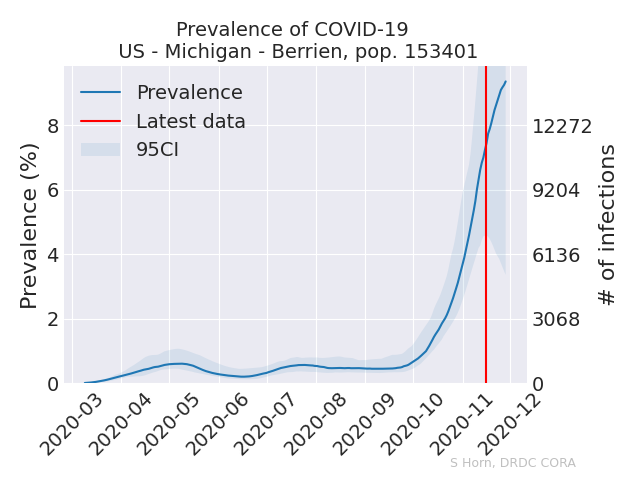 Prevalence of COVID-19
US - Michigan - Berrien, pop. 153401
Prevalence
Latest data
95CI
Prevalence (%)
8
6
4
2
0
12272
9204
6136
3068
0
# of infections
2020-03
2020-04
2020-05
2020-06
2020-07
2020-08
2020-09
2020-10
2020-11
2020-12
S Horn, DRDC CORA